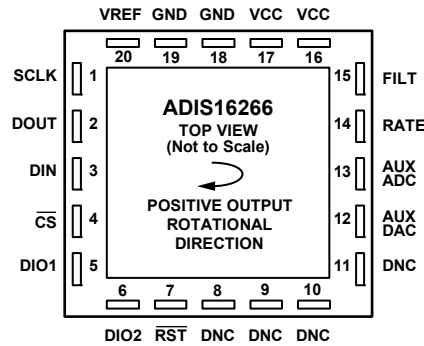 VREF GND GND VCC VCC
20 19 18 17 16
SCLK 1
DOUT 2
DIN 3
CS 4
DIO1 5
ADIS16266
TOP VIEW
(Not to Scale)
POSITIVE OUTPUT
ROTATIONAL
DIRECTION
15 FILT
14 RATE
13 AUX
ADC
12 AUX
DAC
11 DNC
6 7 8 9 10
DIO2 RST DNC DNC DNC